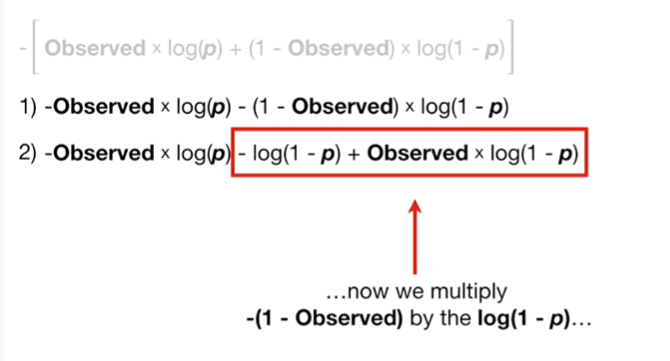 -[Observed × log(p) + (1 - Observed) × log(1 - p)]
1) -Observed × log(p) - (1 - Observed) × log(1 - p)
2) -Observed × log(p) - log(1 - p) + Observed × log(1 - p)
...now we multiply
-(1 - Observed) by the log(1 - p)...